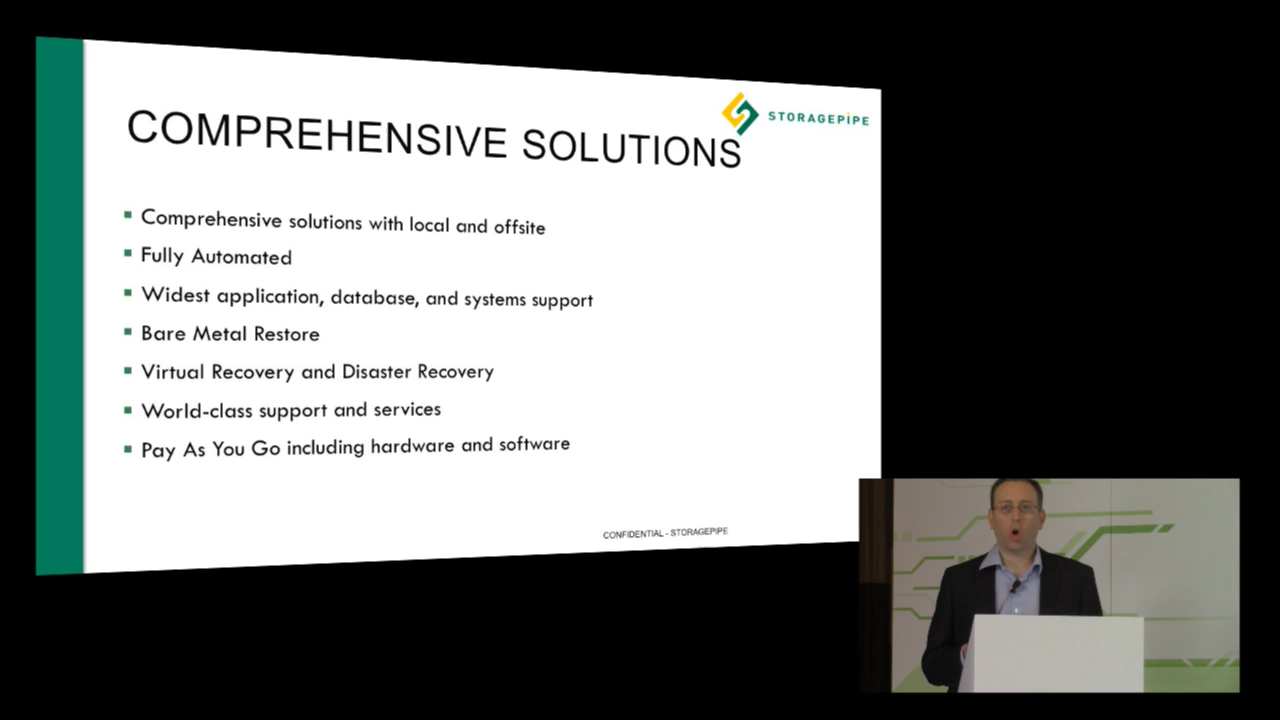 STORAGEPIPE
COMPREHENSIVE SOLUTIONS
Comprehensive solutions with local and offsite
Fully Automated
Widest application, database, and systems support
Bare Metal Restore
Virtual Recovery and Disaster Recovery
World-class support and services
Pay As You Go including hardware and software
CONFIDENTIAL - STORAGEPIPE